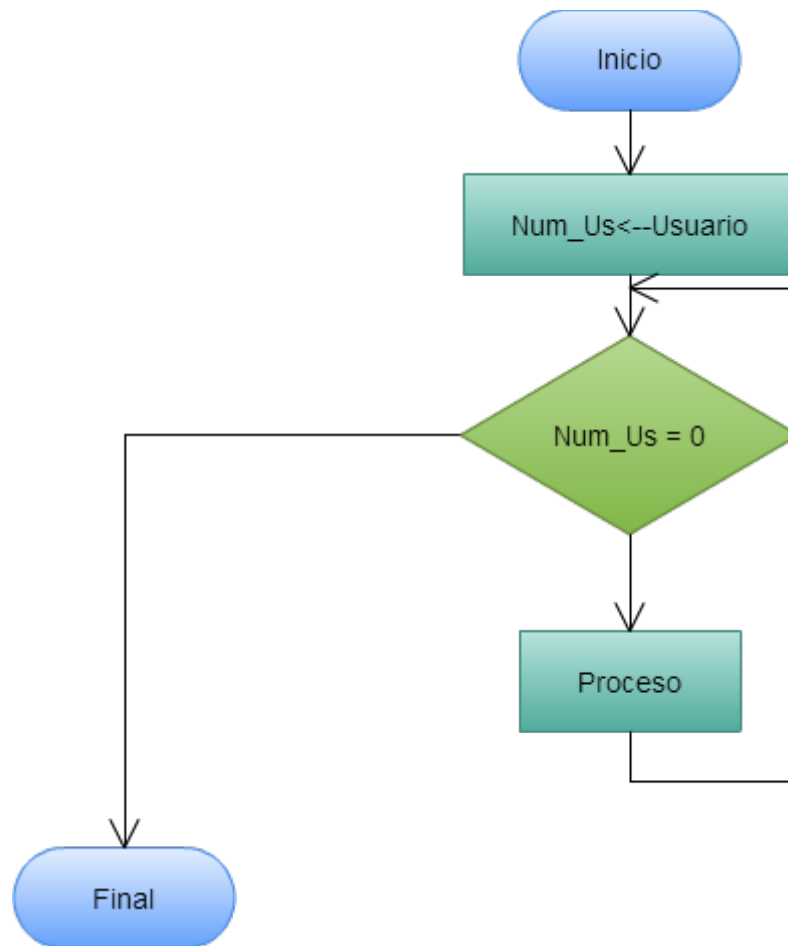 Inicio
Num_Us<--Usuario
Num_Us = 0
Proceso
Final